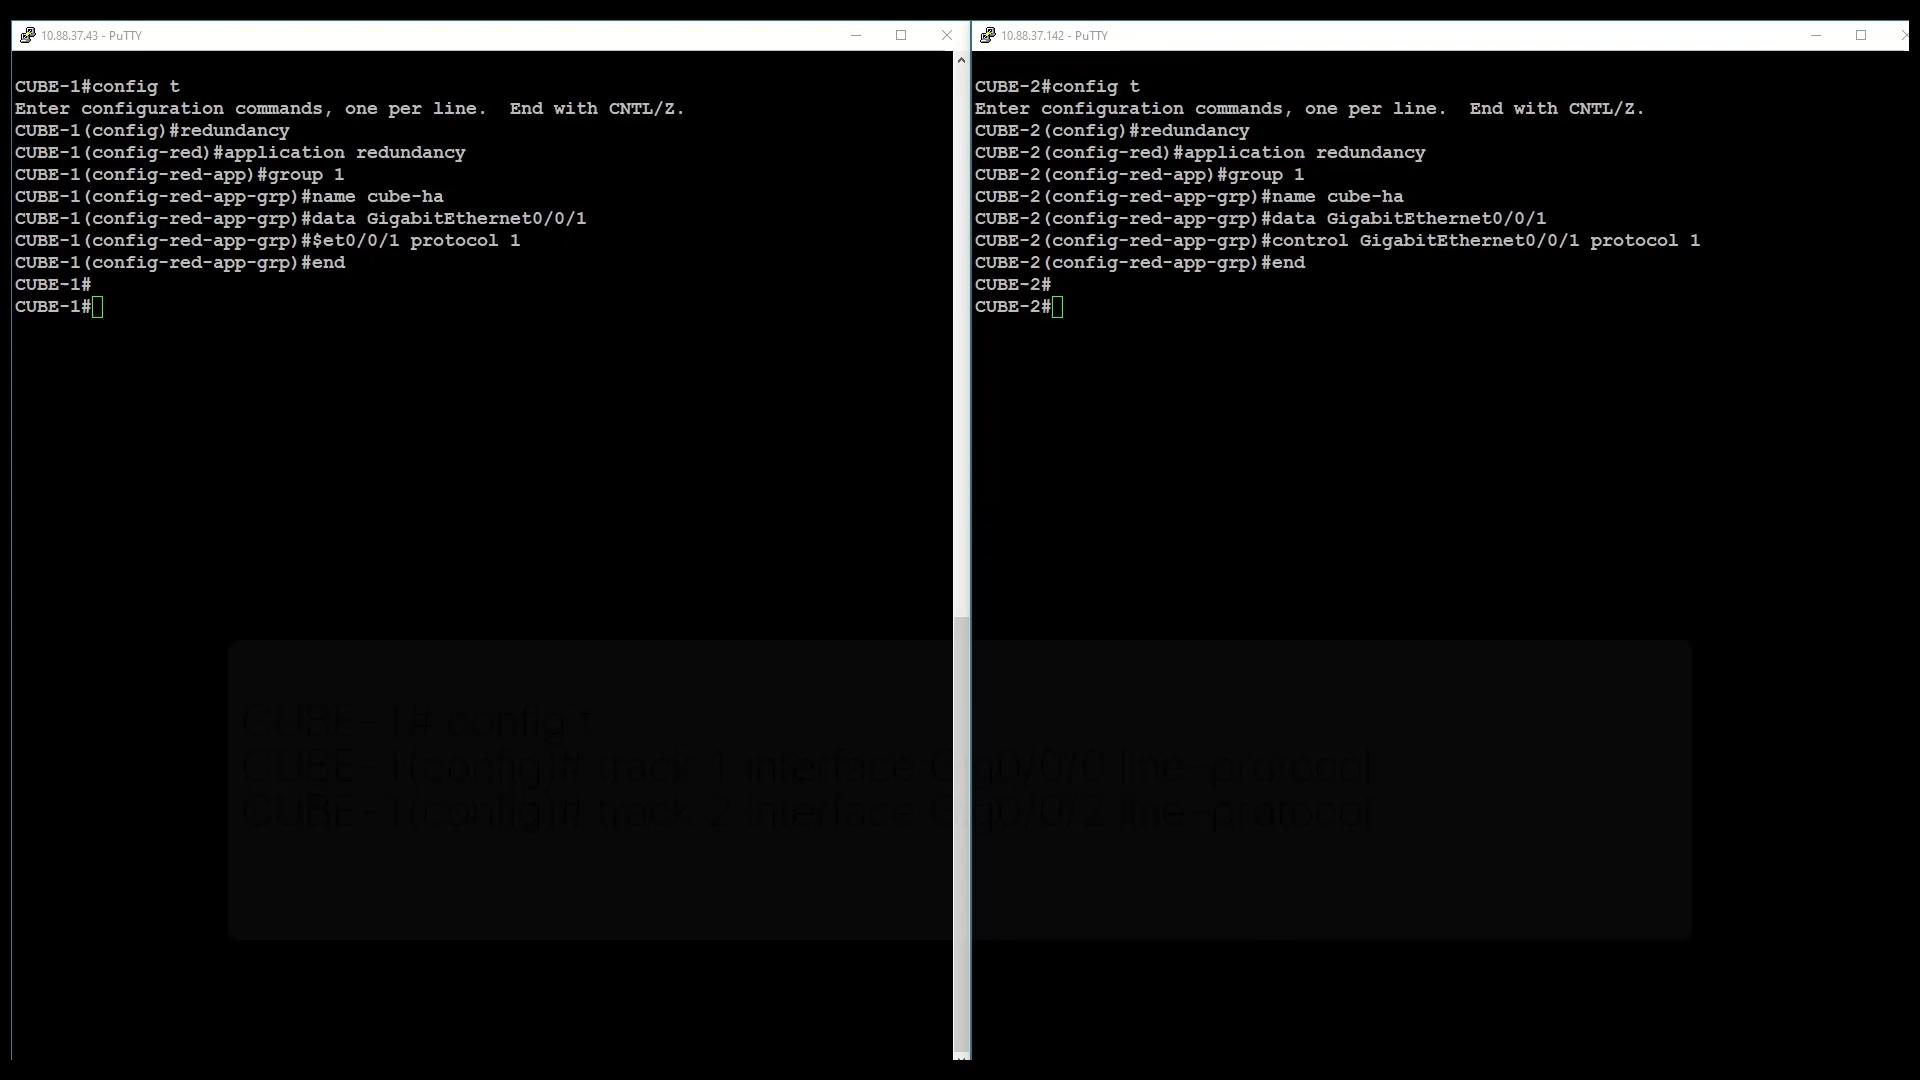 10.88.37.43 - PuTTY
CUBE-1#config t
Enter configuration commands, one per line.  End with CNTL/Z.
CUBE-1(config)#redundancy
CUBE-1(config-red)#application redundancy
CUBE-1(config-red-app)#group 1
CUBE-1(config-red-app-grp)#name cube-ha
CUBE-1(config-red-app-grp)#data GigabitEthernet0/0/1
CUBE-1(config-red-app-grp)#$et0/0/1 protocol 1
CUBE-1(config-red-app-grp)#end
CUBE-1#
CUBE-1#
10.88.37.142 - PuTTY
CUBE-2#config t
Enter configuration commands, one per line.  End with CNTL/Z.
CUBE-2(config)#redundancy
CUBE-2(config-red)#application redundancy
CUBE-2(config-red-app)#group 1
CUBE-2(config-red-app-grp)#name cube-ha
CUBE-2(config-red-app-grp)#data GigabitEthernet0/0/1
CUBE-2(config-red-app-grp)#control GigabitEthernet0/0/1 protocol 1
CUBE-2(config-red-app-grp)#end
CUBE-2#
CUBE-2#
CUBE-1# config t
CUBE-1(config)# track 1 interface Gig0/0/0 line-protocol
CUBE-1(config)# track 2 interface Gig0/0/2 line-protocol